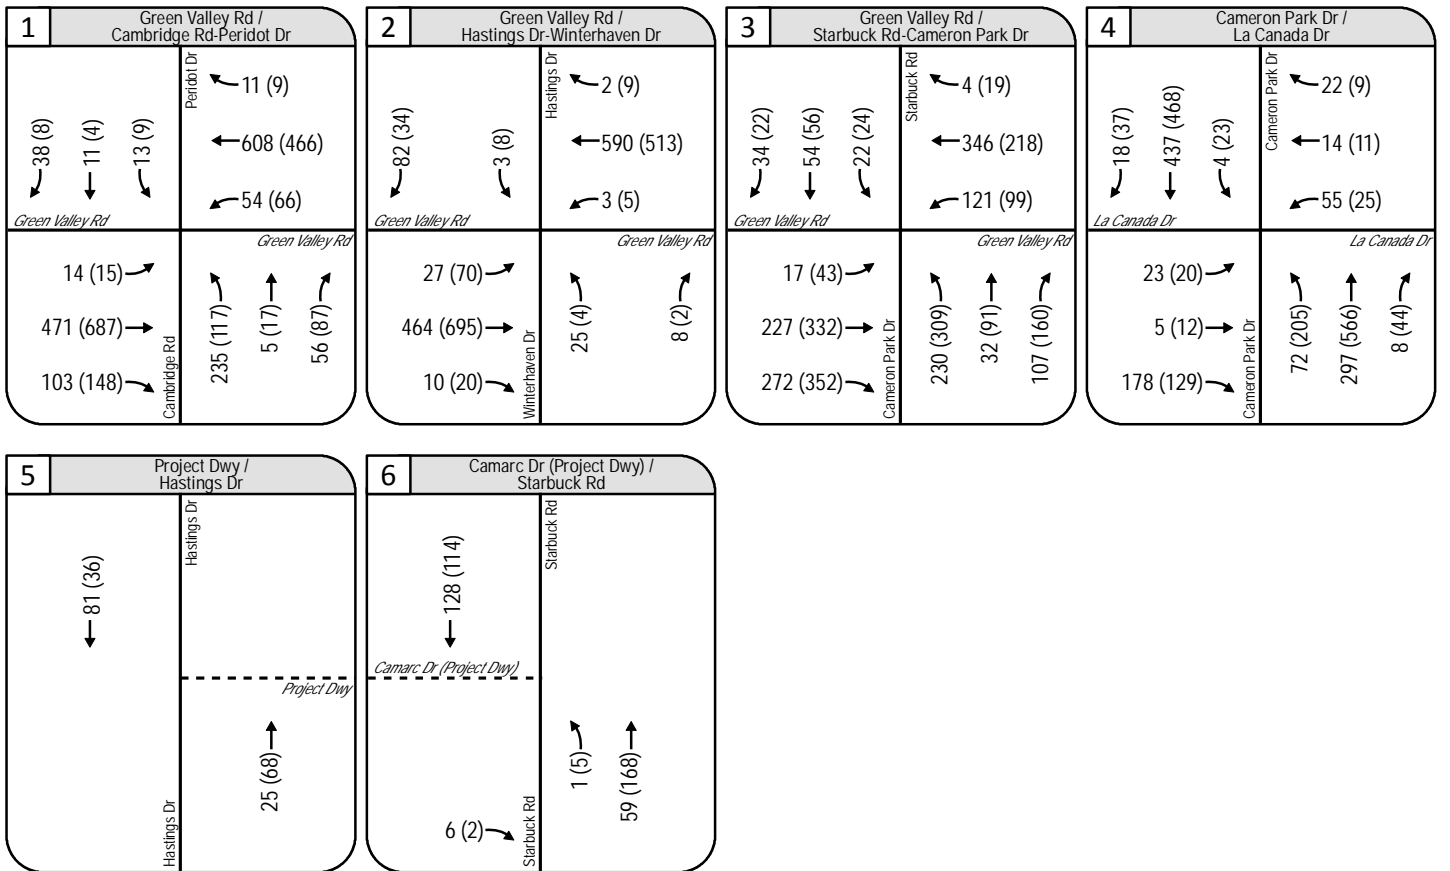 1
Green Valley Rd /
Cambridge Rd-Peridot Dr
Peridot Dr
38 (8)
11 (4)
13 (9)
11 (9)
608 (466)
54 (66)
Green Valley Rd
Green Valley Rd
14 (15)
471 (687)
103 (148)
Cambridge Rd
235 (117)
5 (17)
56 (87)
2
Green Valley Rd /
Hastings Dr-Winterhaven Dr
Hastings Dr
82 (34)
3 (8)
2 (9)
590 (513)
3 (5)
Green Valley Rd
Green Valley Rd
27 (70)
464 (695)
10 (20)
Winterhaven Dr
25 (4)
8 (2)
3
Green Valley Rd /
Starbuck Rd-Cameron Park Dr
Starbuck Rd
34 (22)
54 (56)
22 (24)
4 (19)
346 (218)
121 (99)
Green Valley Rd
Green Valley Rd
17 (43)
227 (332)
272 (352)
Cameron Park Dr
230 (309)
32 (91)
107 (160)
4
Cameron Park Dr /
La Canada Dr
Cameron Park Dr
18 (37)
437 (468)
4 (23)
22 (9)
14 (11)
55 (25)
La Canada Dr
La Canada Dr
23 (20)
5 (12)
178 (129)
Cameron Park Dr
72 (205)
297 (566)
8 (44)
5
Project Dwy /
Hastings Dr
Hastings Dr
81 (36)
Project Dwy
Hastings Dr
25 (68)
6
Camarc Dr (Project Dwy) /
Starbuck Rd
Starbuck Rd
128 (114)
Camarc Dr (Project Dwy)
6 (2)
Starbuck Rd
1 (5)
59 (168)